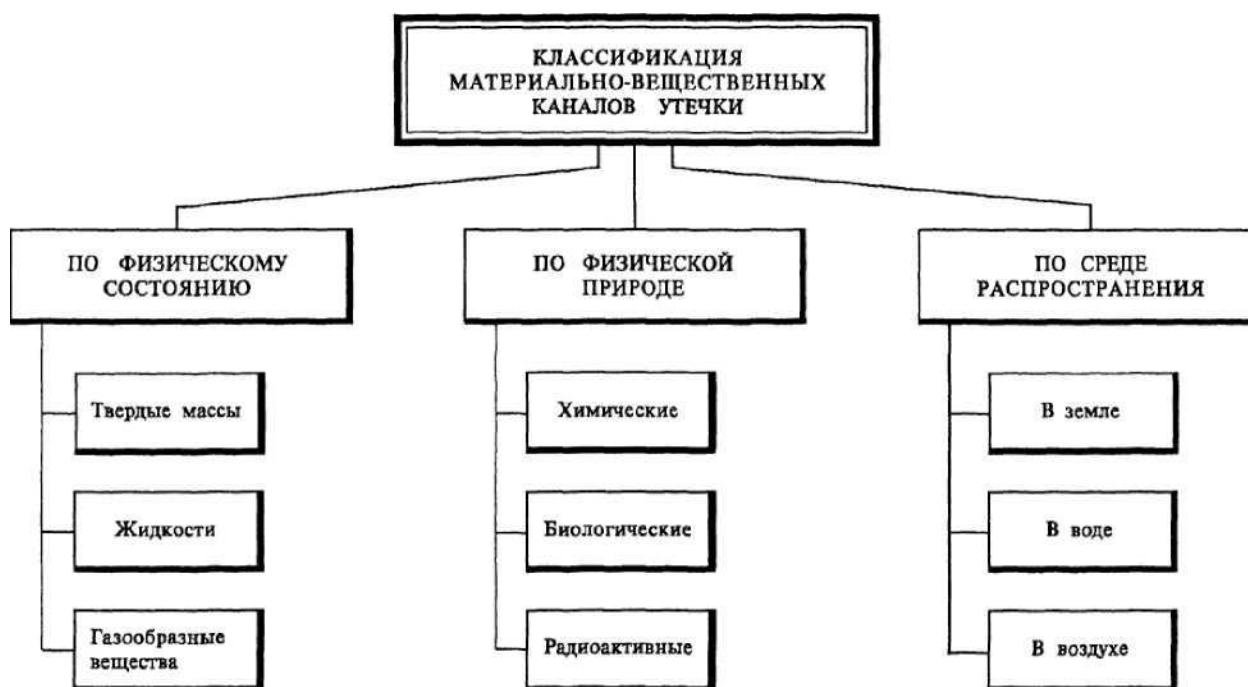 КЛАССИФИКАЦИЯ
МАТЕРИАЛЬНО-ВЕЩЕСТВЕННЫХ
КАНАЛОВ УТЕЧКИ
ПО ФИЗИЧЕСКОМУ
СОСТОЯНИЮ
Твердые массы
Жидкости
Газообразные
вещества
ПО ФИЗИЧЕСКОЙ
ПРИРОДЕ
Химические
Биологические
Радиоактивные
ПО СРЕДЕ
РАСПРОСТРАНЕНИЯ
В земле
В воде
В воздухе